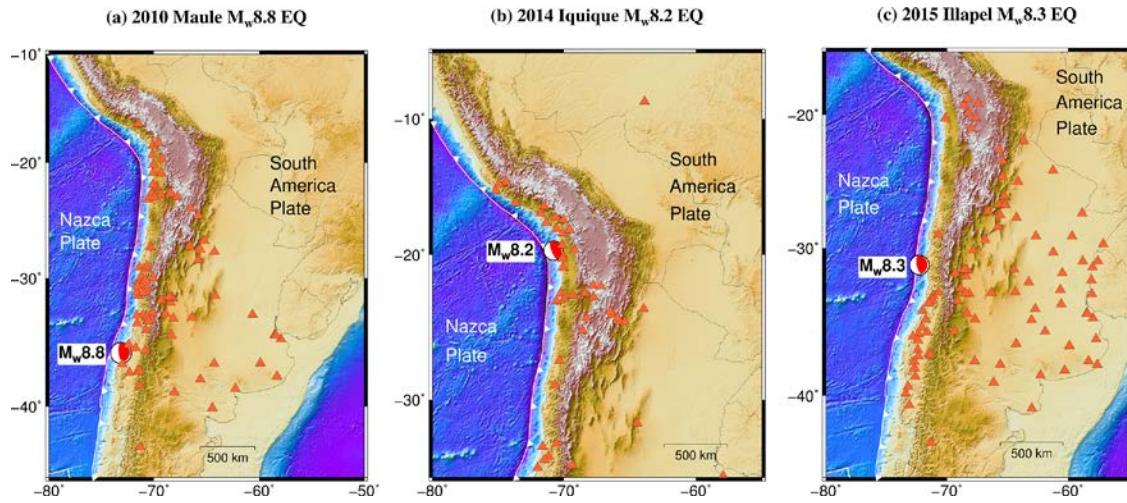 (a) 2010 Maule Mw8.8 EQ
−10°
−20°
−30°
−40°
Nazca
Plate
South
America
Plate
Mw8.8
500 km
−80°
−70°
−60°
−50°
(b) 2014 Iquique Mw8.2 EQ
−10°
−20°
−30°
South
America
Plate
Mw8.2
Nazca
Plate
500 km
−80°
−70°
−60°
(c) 2015 Illapel Mw8.3 EQ
−20°
−30°
−40°
South
America
Plate
Nazca
Plate
Mw8.3
500 km
−80°
−70°
−60°